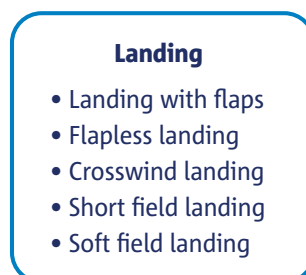 Landing
• Landing with flaps
• Flapless landing
• Crosswind landing
• Short field landing
• Soft field landing